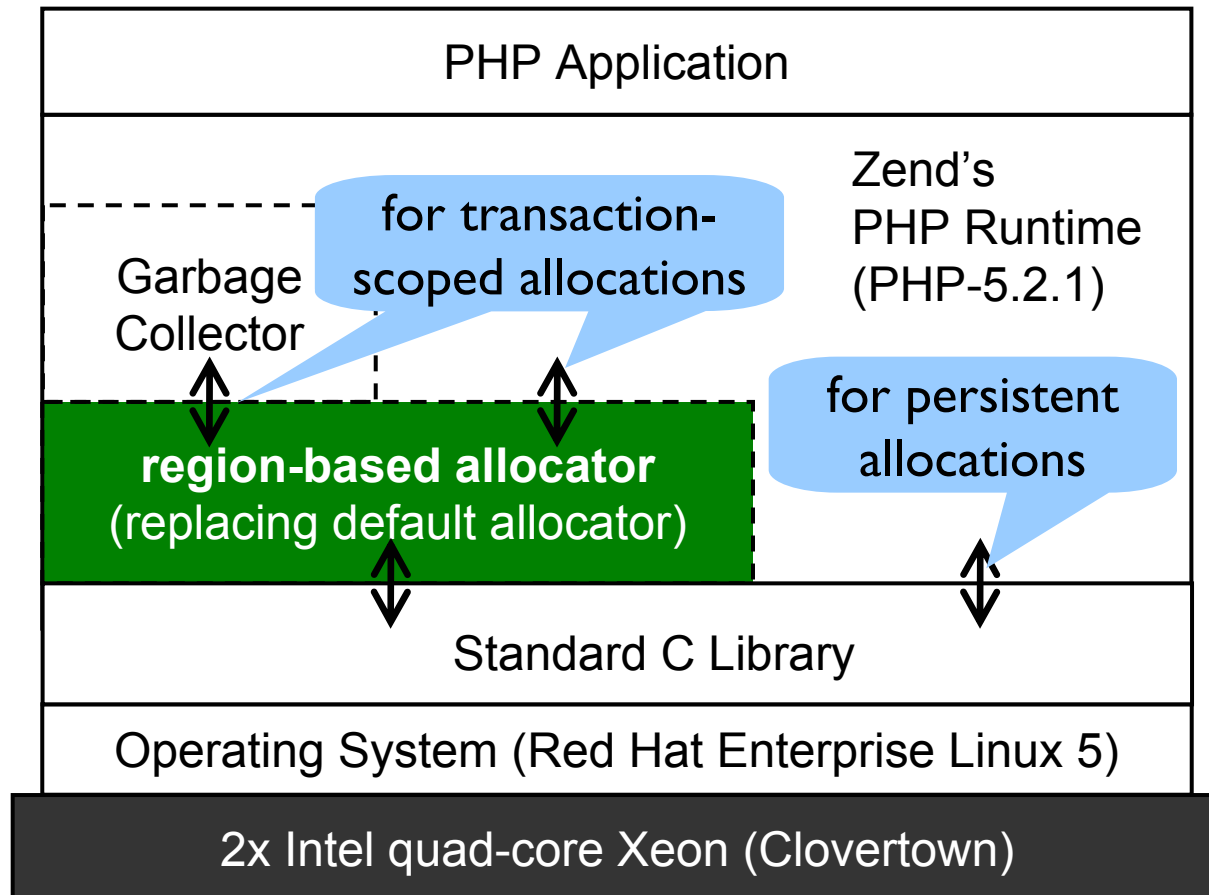 PHP Application
Zend's
PHP Runtime
(PHP-5.2.1)
for transaction-
scoped allocations
Garbage
Collector
for persistent
allocations
region-based allocator
(replacing default allocator)
Standard C Library
Operating System (Red Hat Enterprise Linux 5)
2x Intel quad-core Xeon (Clovertown)